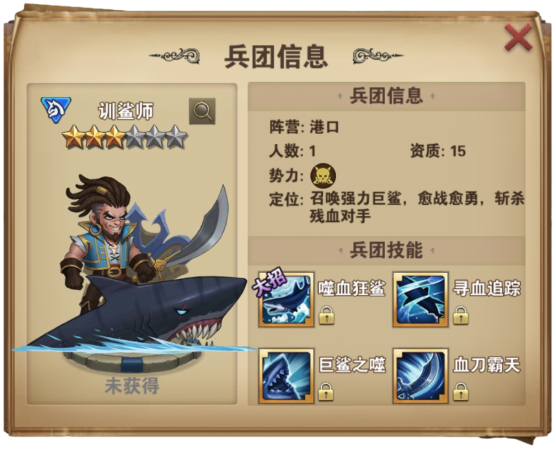 兵团信息
训鲨师
未获得
兵团信息
阵营: 港口
人数: 1 资质: 15
势力:
定位: 召唤强力巨鲨，愈战愈勇，斩杀
残血对手
兵团技能
大招 噬血狂鲨 寻血追踪
巨鲨之噬 血刀霸天